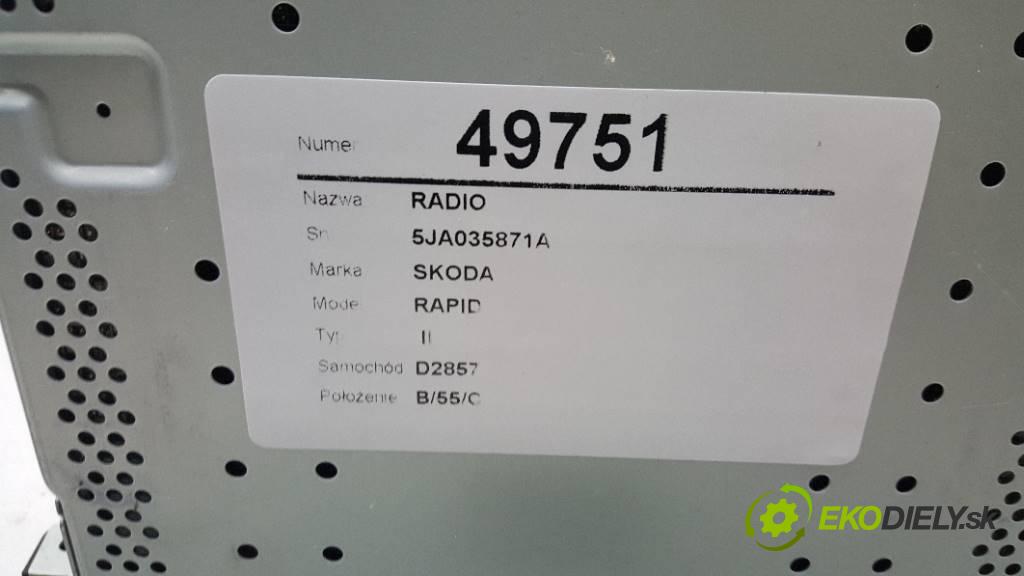 Numer 49751
Nazwa RADIO
Sn 5JA035871A
Marka SKODA
Model RAPID
Typ II
Samochód D2857
Położenie B/55/C
EKODIELY.sk